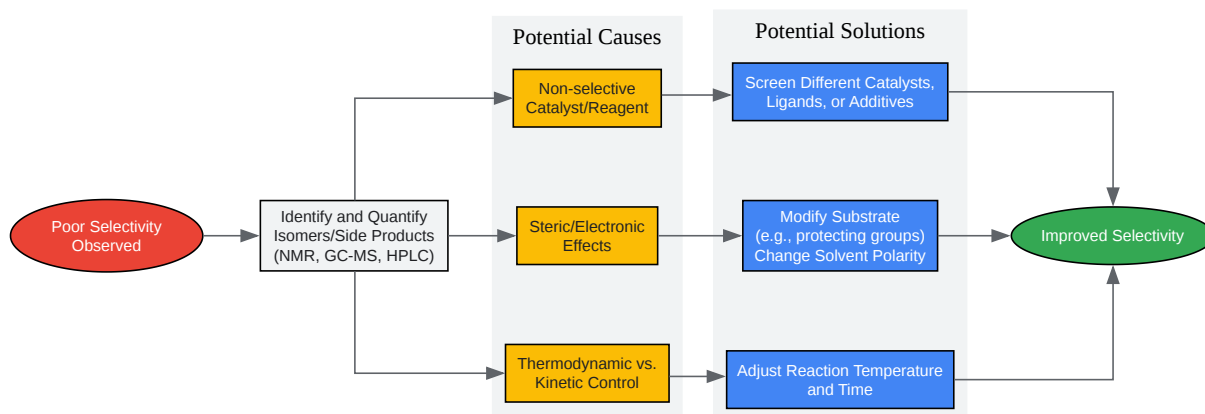 Potential Causes
Potential Solutions
Non-selective
Catalyst/Reagent
Screen Different Catalysts,
Ligands, or Additives
Poor Selectivity
Observed
Identify and Quantify
Isomers/Side Products
(NMR, GC-MS, HPLC)
Steric/Electronic
Effects
Modify Substrate
(e.g., protecting groups)
Change Solvent Polarity
Improved Selectivity
Thermodynamic vs.
Kinetic Control
Adjust Reaction Temperature
and Time